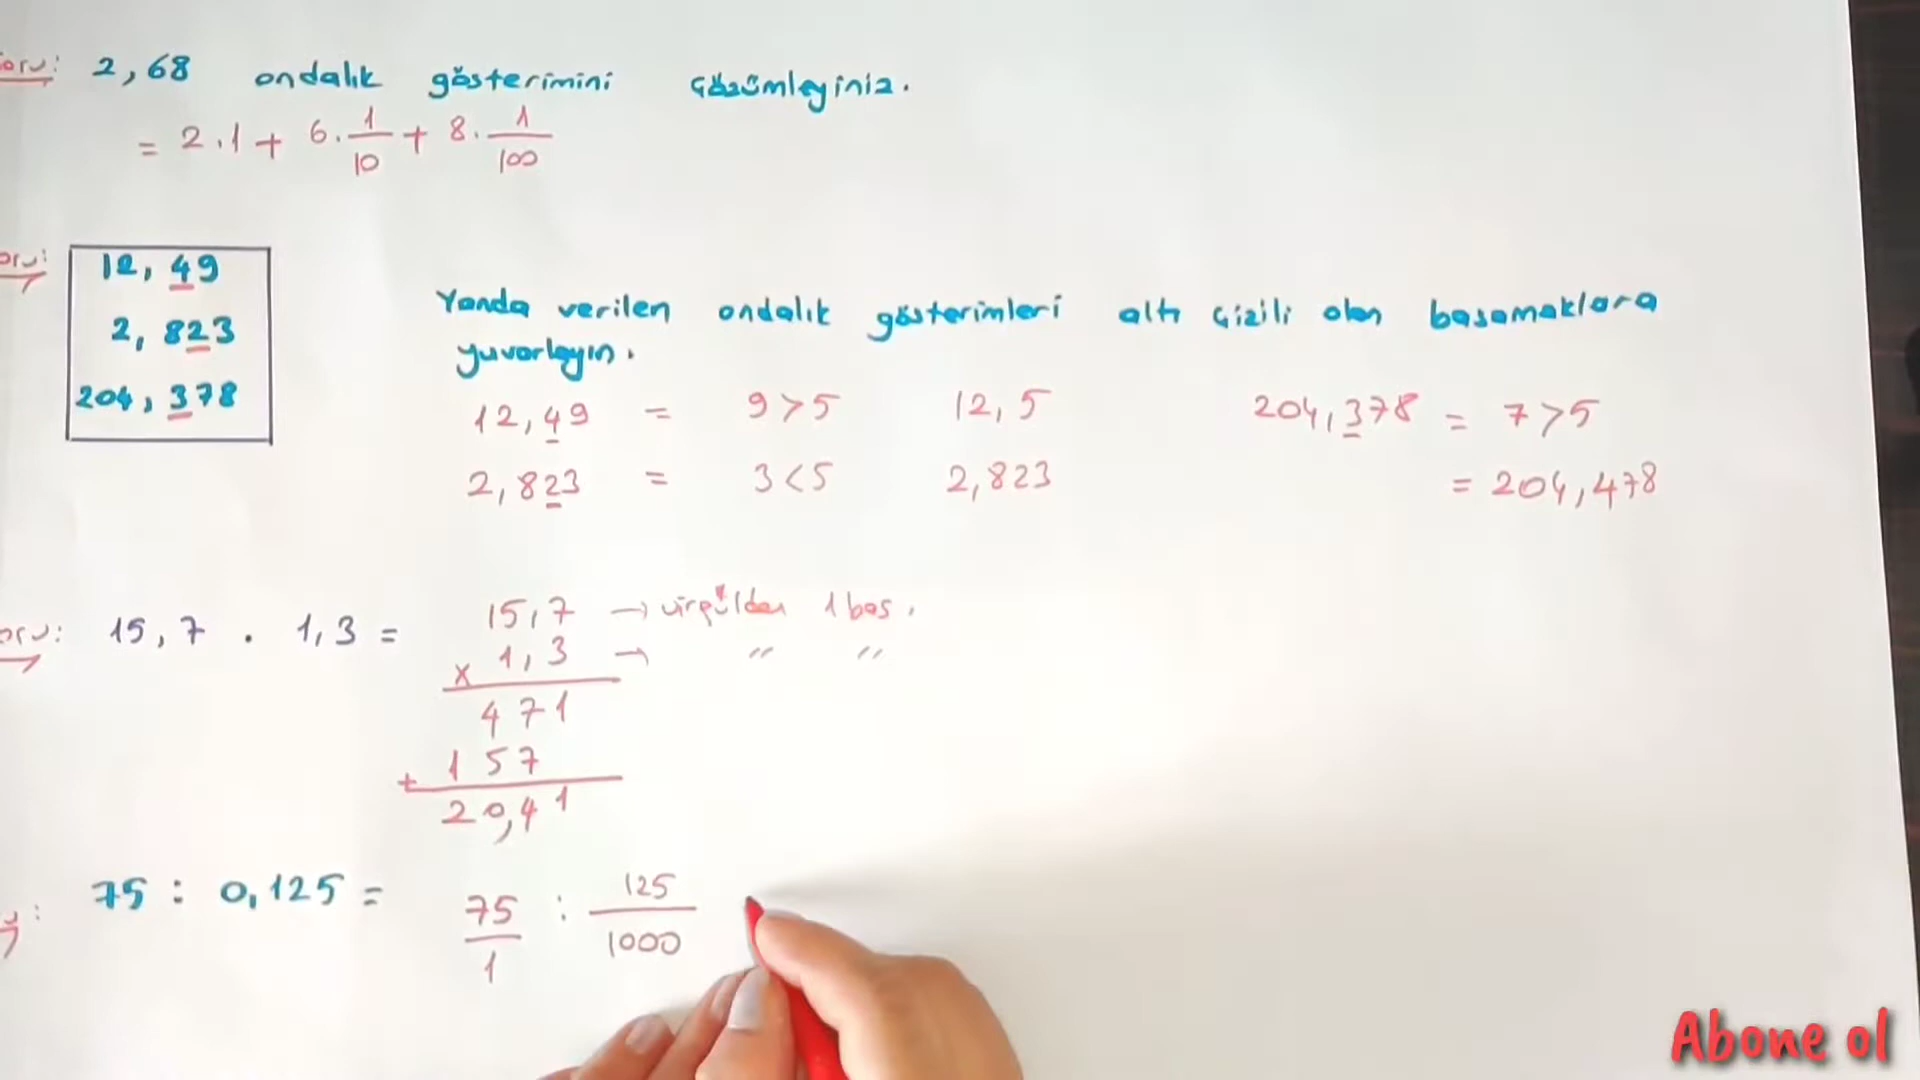 oru: 2,68 ondalık gösterimini çözümleyiniz.
= 2.1 + 6. 1/10 + 8. 1/100
oru:
12,49
2,823
204,378
Yanda verilen ondalık gösterimleri altı çizili olan basamaklara
yuvarlayın.
12,49 = 9>5 12,5
2,823 = 3<5 2,823
204,378 = 7>5
= 204,478
oru: 15,7 . 1,3 =
15,7 → virgülden 1 bas.
x 1,3 → " "
471
+ 157
20,41
75 : 0,125 = 75/1 : 125/1000
Abone ol